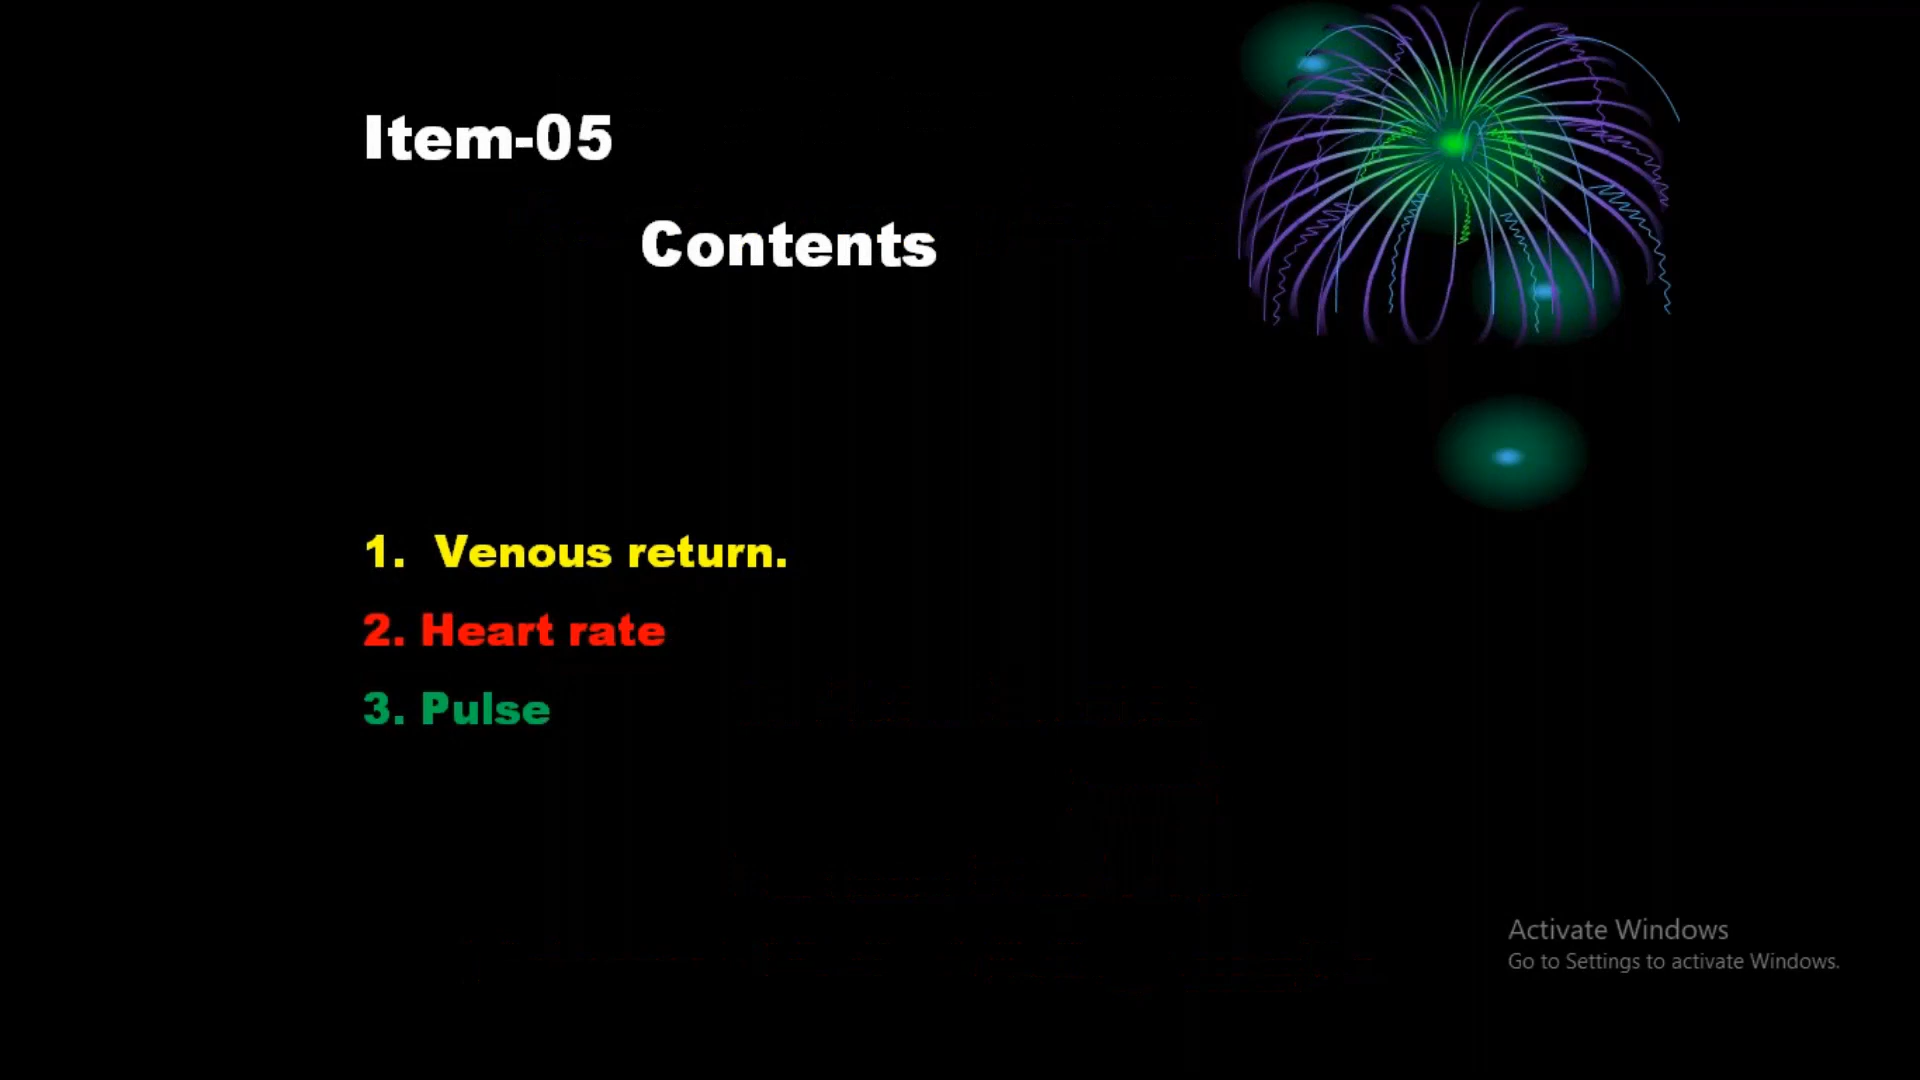 Item-05
Contents
1. Venous return.
2. Heart rate
3. Pulse
Activate Windows
Go to Settings to activate Windows.